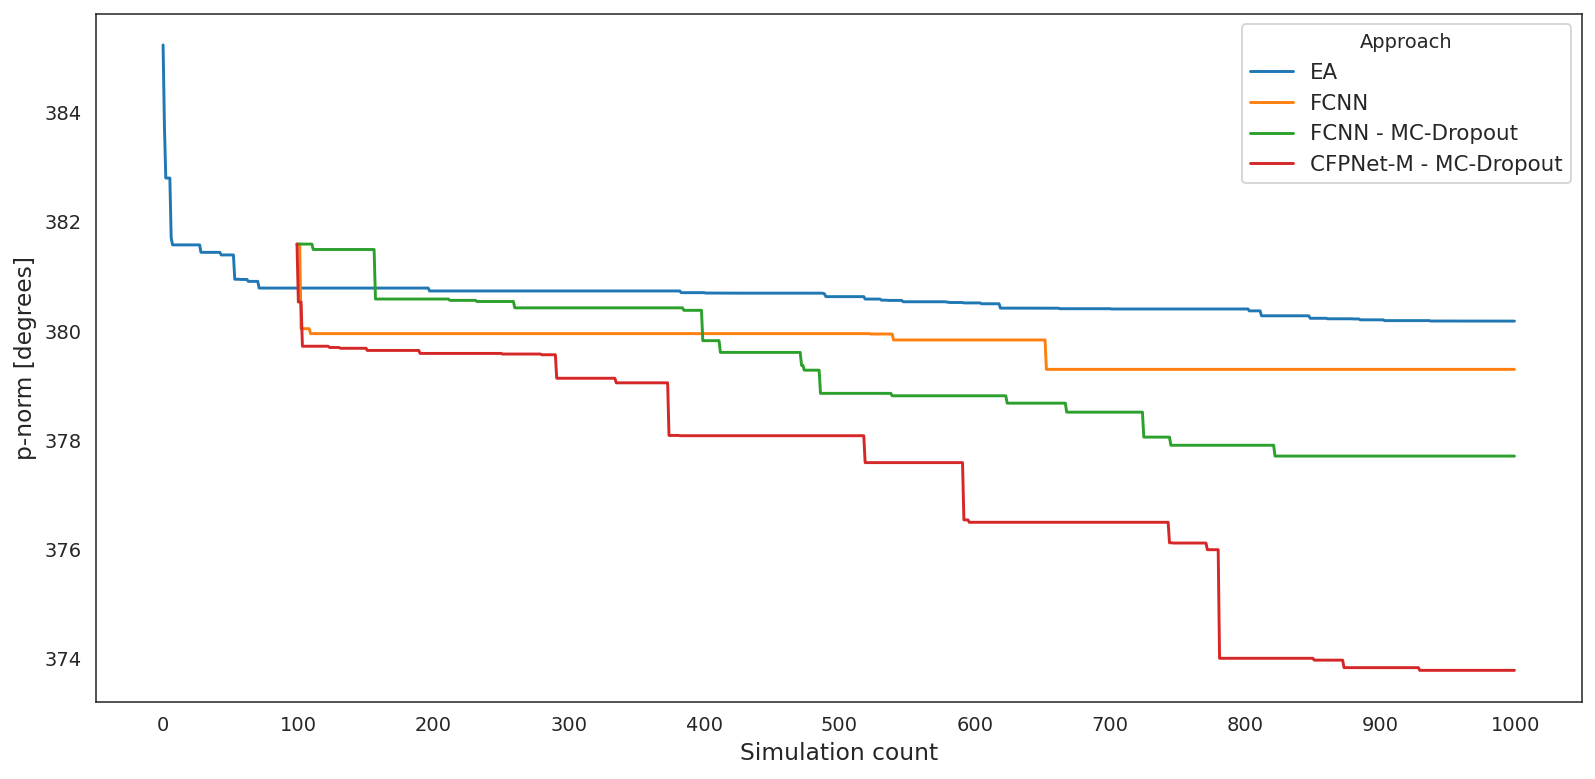 Approach
EA
FCNN
FCNN - MC-Dropout
CFPNet-M - MC-Dropout
p-norm [degrees]
384
382
380
378
376
374
0 100 200 300 400 500 600 700 800 900 1000
Simulation count